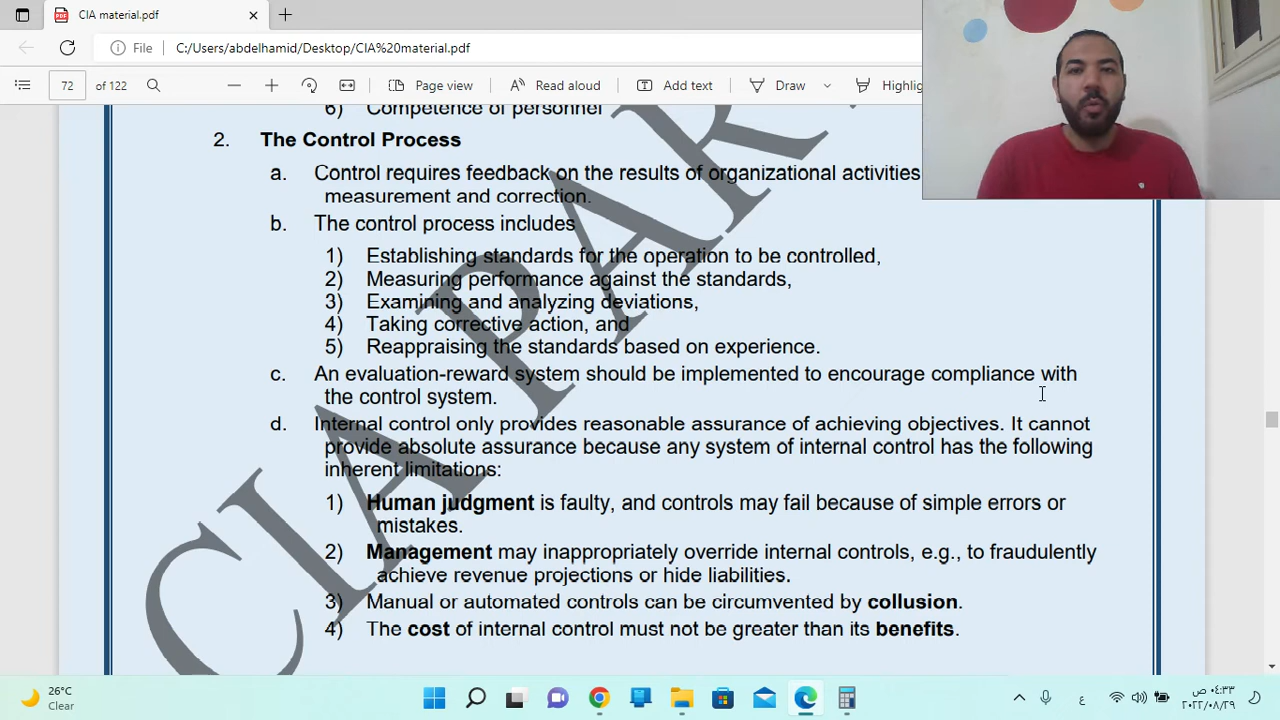 CIA material.pdf
File
C:/Users/abdelhamid/Desktop/CIA%20material.pdf
72 of 122
Page view
Read aloud
Add text
Draw
Highlig
6) Competence of personnel
2. The Control Process
a. Control requires feedback on the results of organizational activities
measurement and correction.
b. The control process includes
1) Establishing standards for the operation to be controlled,
2) Measuring performance against the standards,
3) Examining and analyzing deviations,
4) Taking corrective action, and
5) Reappraising the standards based on experience.
c. An evaluation-reward system should be implemented to encourage compliance with
the control system.
d. Internal control only provides reasonable assurance of achieving objectives. It cannot
provide absolute assurance because any system of internal control has the following
inherent limitations:
1) Human judgment is faulty, and controls may fail because of simple errors or
mistakes.
2) Management may inappropriately override internal controls, e.g., to fraudulently
achieve revenue projections or hide liabilities.
3) Manual or automated controls can be circumvented by collusion.
4) The cost of internal control must not be greater than its benefits.
CIA PAR
26°C
Clear
ع
٠٤:٣٣ ص
٢٠٢٢/٠٨/٢٩